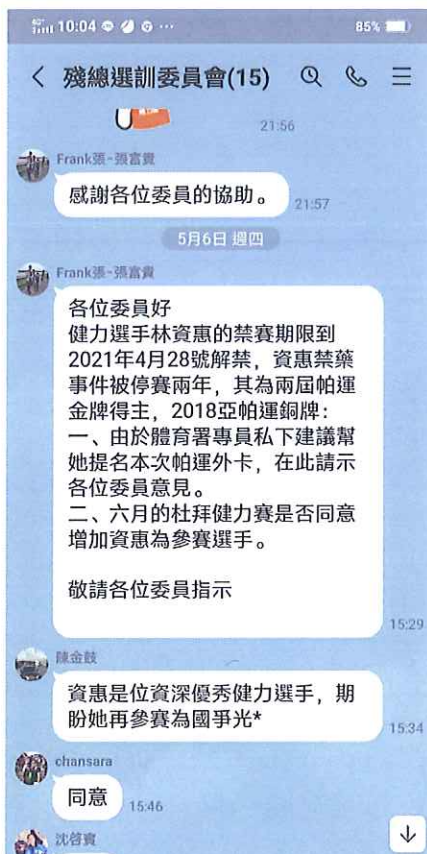 10:04
85%
殘總選訓委員會(15)
21:56
Frank張-張富貴
感謝各位委員的協助。
21:57
5月6日 週四
Frank張-張富貴
各位委員好
健力選手林資惠的禁賽期限到
2021年4月28號解禁，資惠禁藥
事件被停賽兩年，其為兩屆帕運
金牌得主，2018亞帕運銅牌：
一、由於體育署專員私下建議幫
她提名本次帕運外卡，在此請示
各位委員意見。
二、六月的杜拜健力賽是否同意
增加資惠為參賽選手。
敬請各位委員指示
15:29
陳金鼓
資惠是位資深優秀健力選手，期
盼她再參賽為國爭光*
15:34
chansara
同意
15:46
沈啓賓